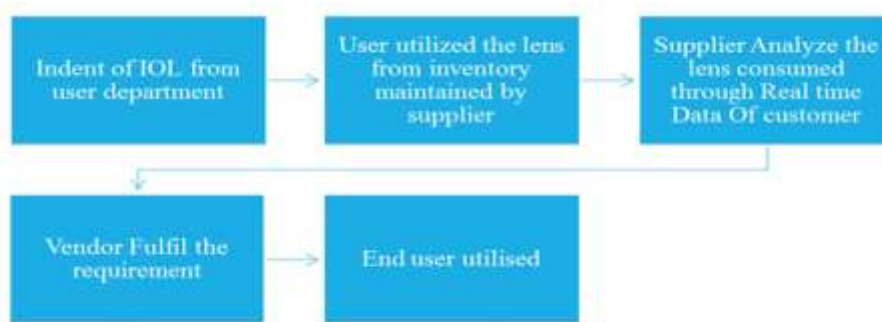 Indent of IOL from
user department
User utilized the lens
from inventory
maintained by
supplier
Supplier Analyze the
lens consumed
through Real time
Data Of customer
Vendor Fulfil the
requirement
End user utilised